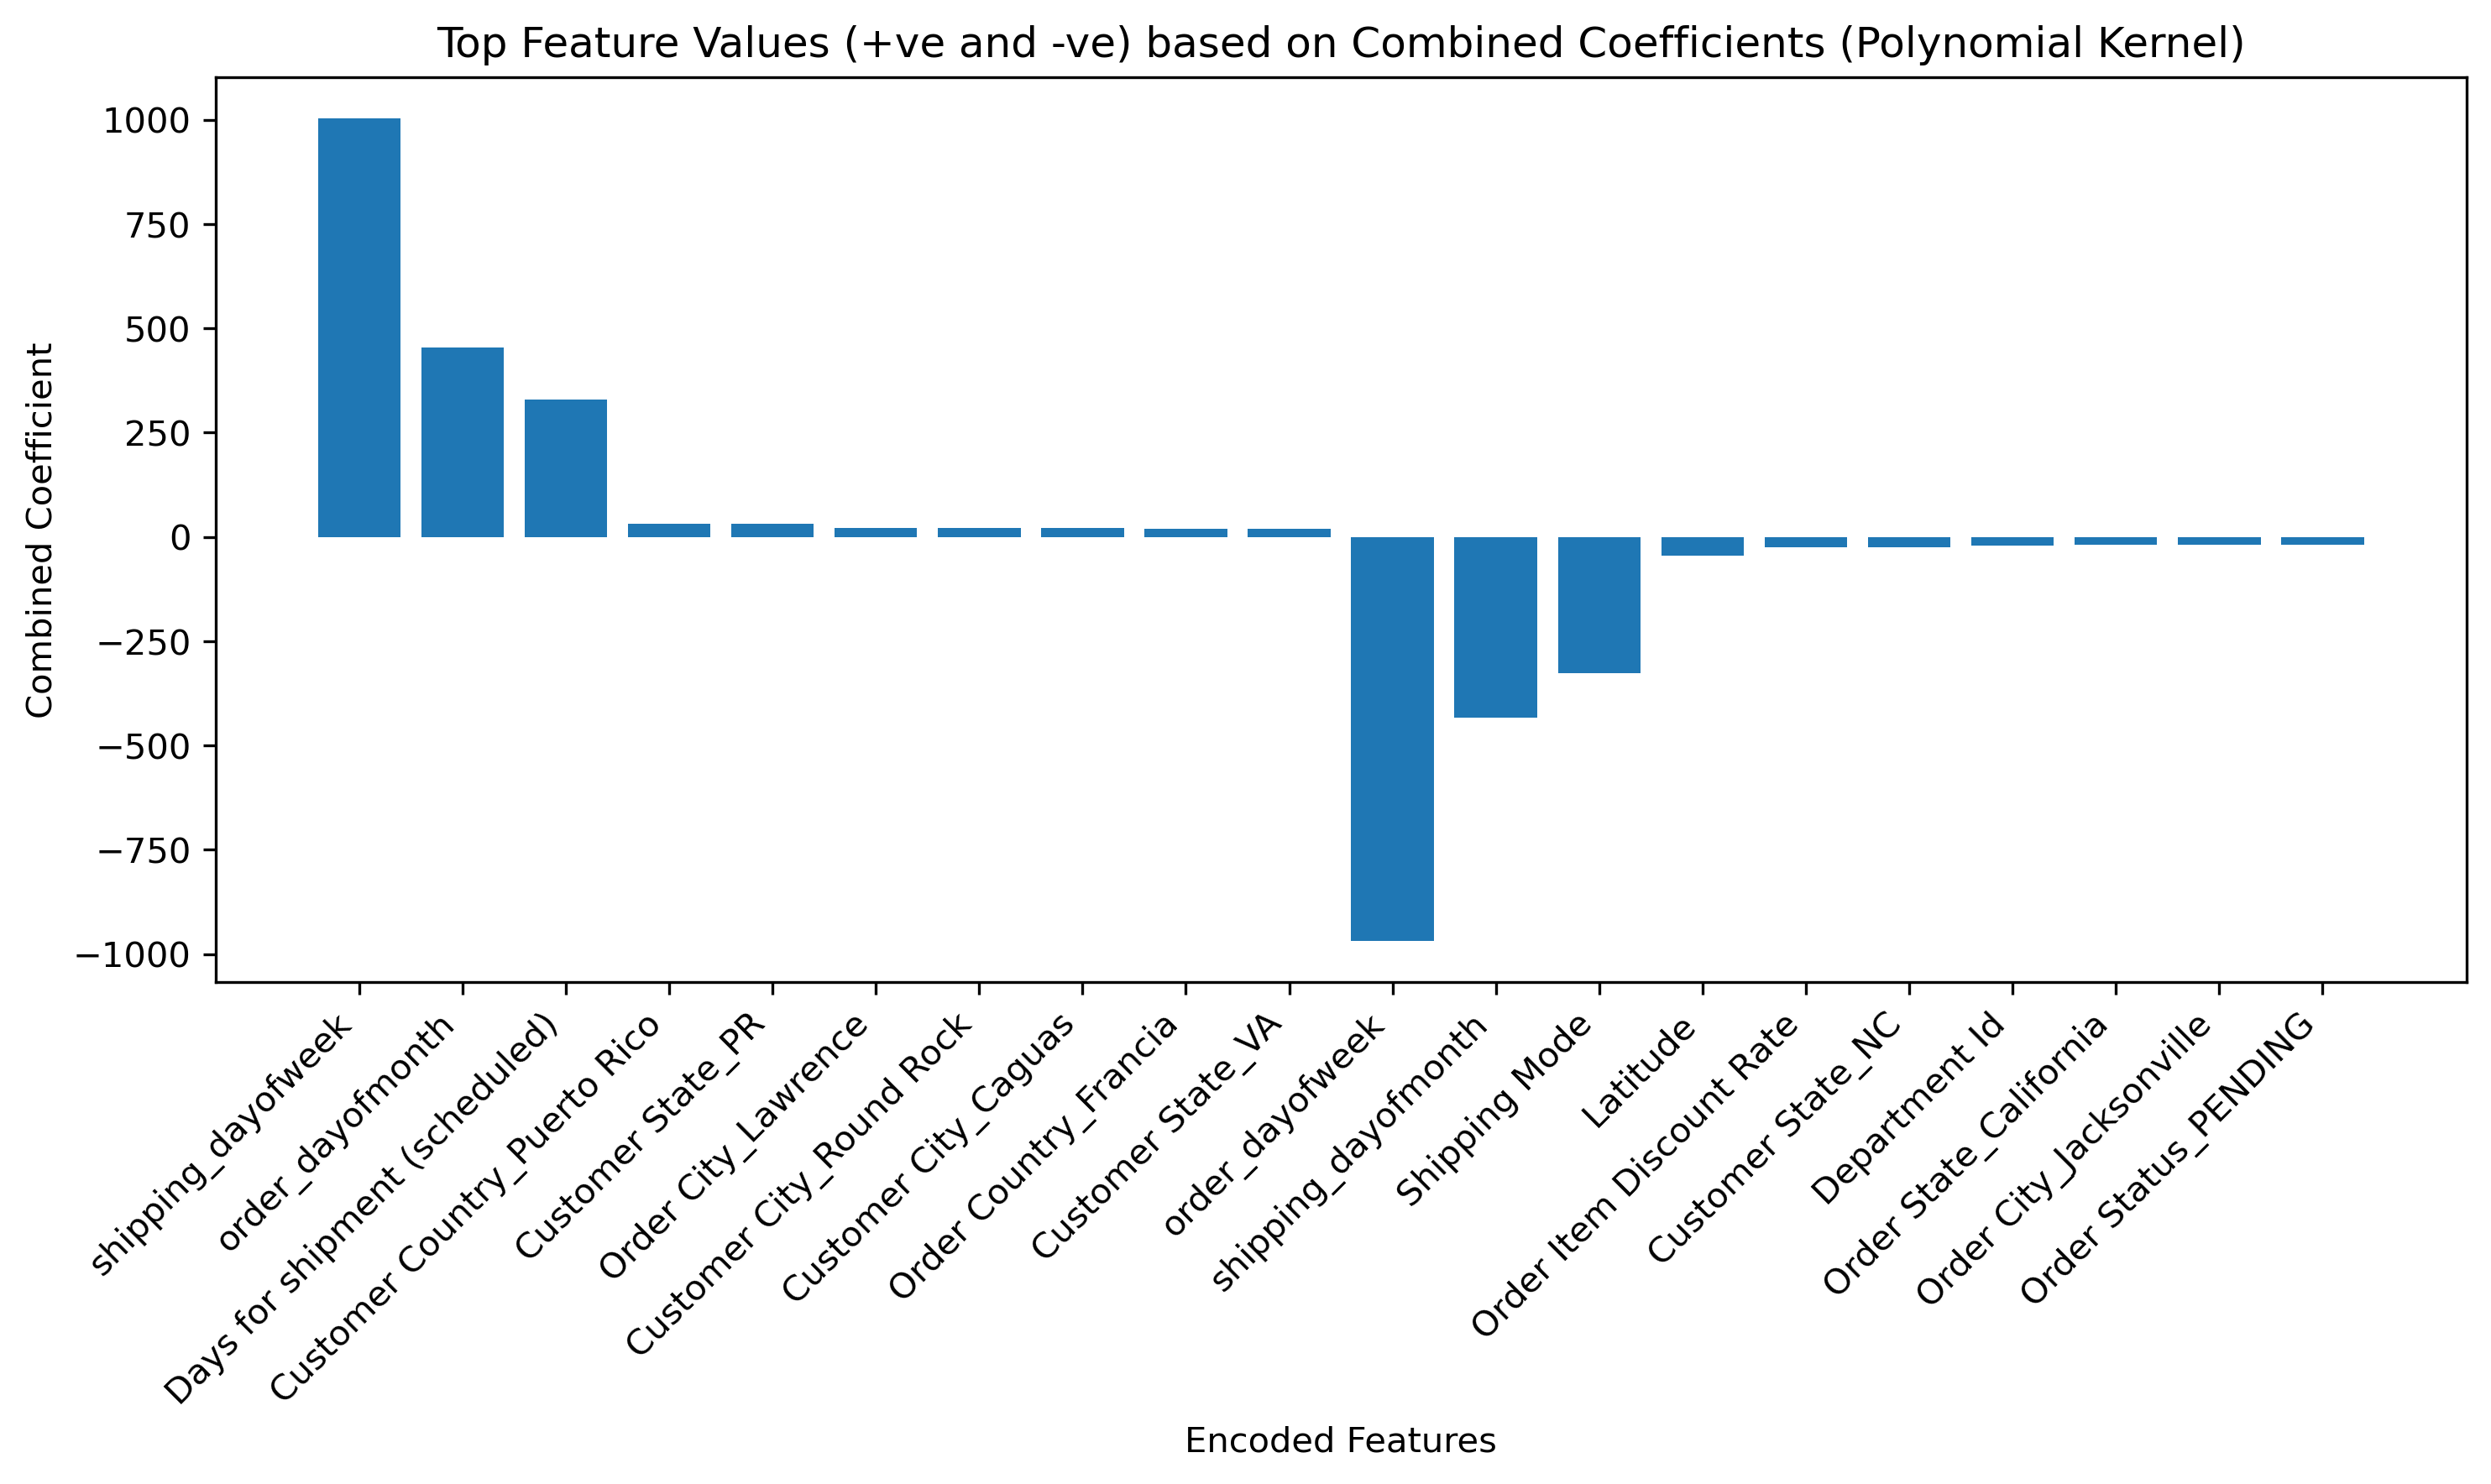 Top Feature Values (+ve and -ve) based on Combined Coefficients (Polynomial Kernel)
Combined Coefficient
1000
750
500
250
0
−250
−500
−750
−1000
shipping_dayofweek
order_dayofmonth
Days for shipment (scheduled)
Customer Country_Puerto Rico
Customer State_PR
Order City_Lawrence
Customer City_Round Rock
Customer City_Caguas
Order Country_Francia
Customer State_VA
order_dayofweek
shipping_dayofmonth
Shipping Mode
Latitude
Order Item Discount Rate
Customer State_NC
Department Id
Order State_California
Order City_Jacksonville
Order Status_PENDING
Encoded Features